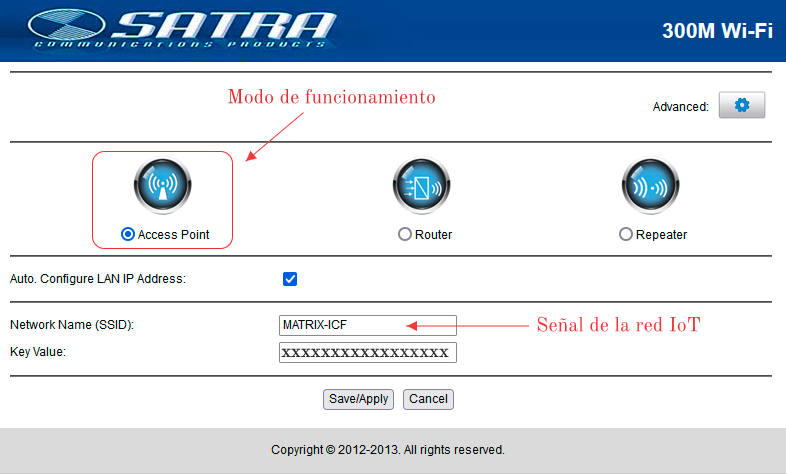 SATRA
COMMUNICATIONS PRODUCTS
300M Wi-Fi
Modo de funcionamiento
Advanced:
Access Point
Router
Repeater
Auto. Configure LAN IP Address:
Network Name (SSID): MATRIX-ICF
Señal de la red IoT
Key Value: XXXXXXXXXXXXXXXXX
Save/Apply Cancel
Copyright © 2012-2013. All rights reserved.